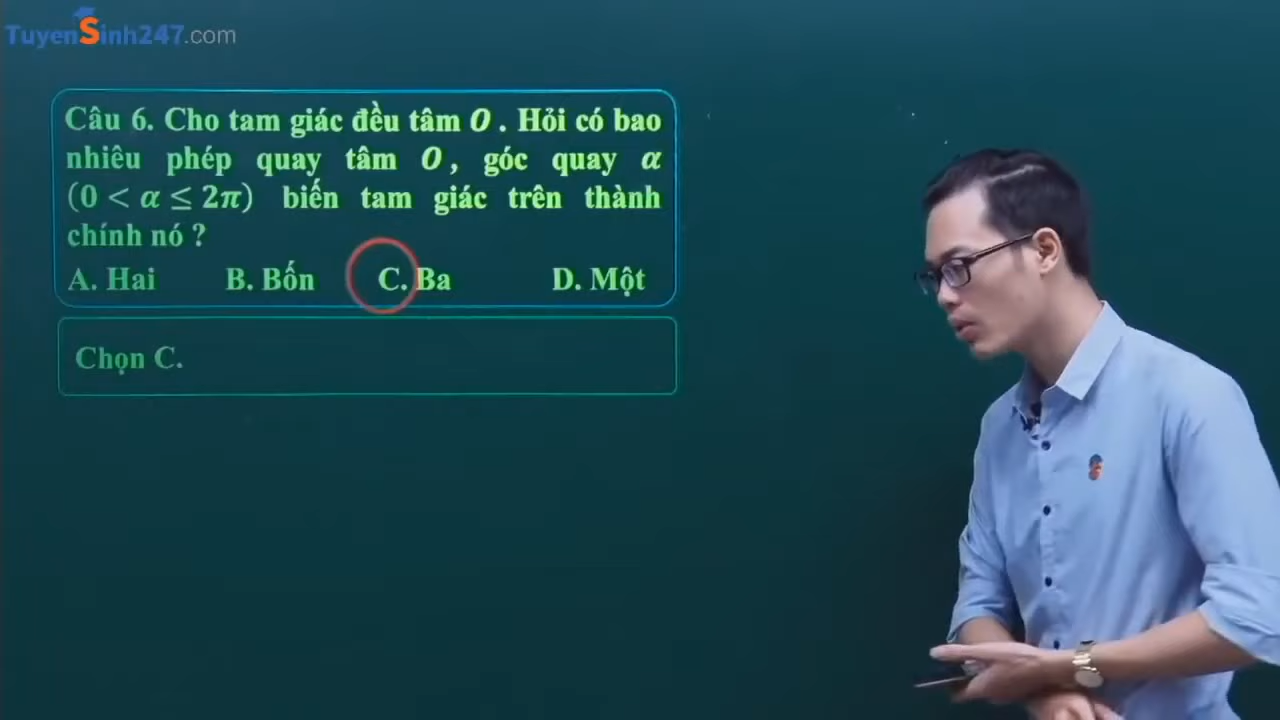 TuyenSinh247.com
Câu 6. Cho tam giác đều tâm O . Hỏi có bao
nhiêu phép quay tâm O , góc quay α
(0 < α ≤ 2π) biến tam giác trên thành
chính nó ?
A. Hai B. Bốn C. Ba D. Một
Chọn C.